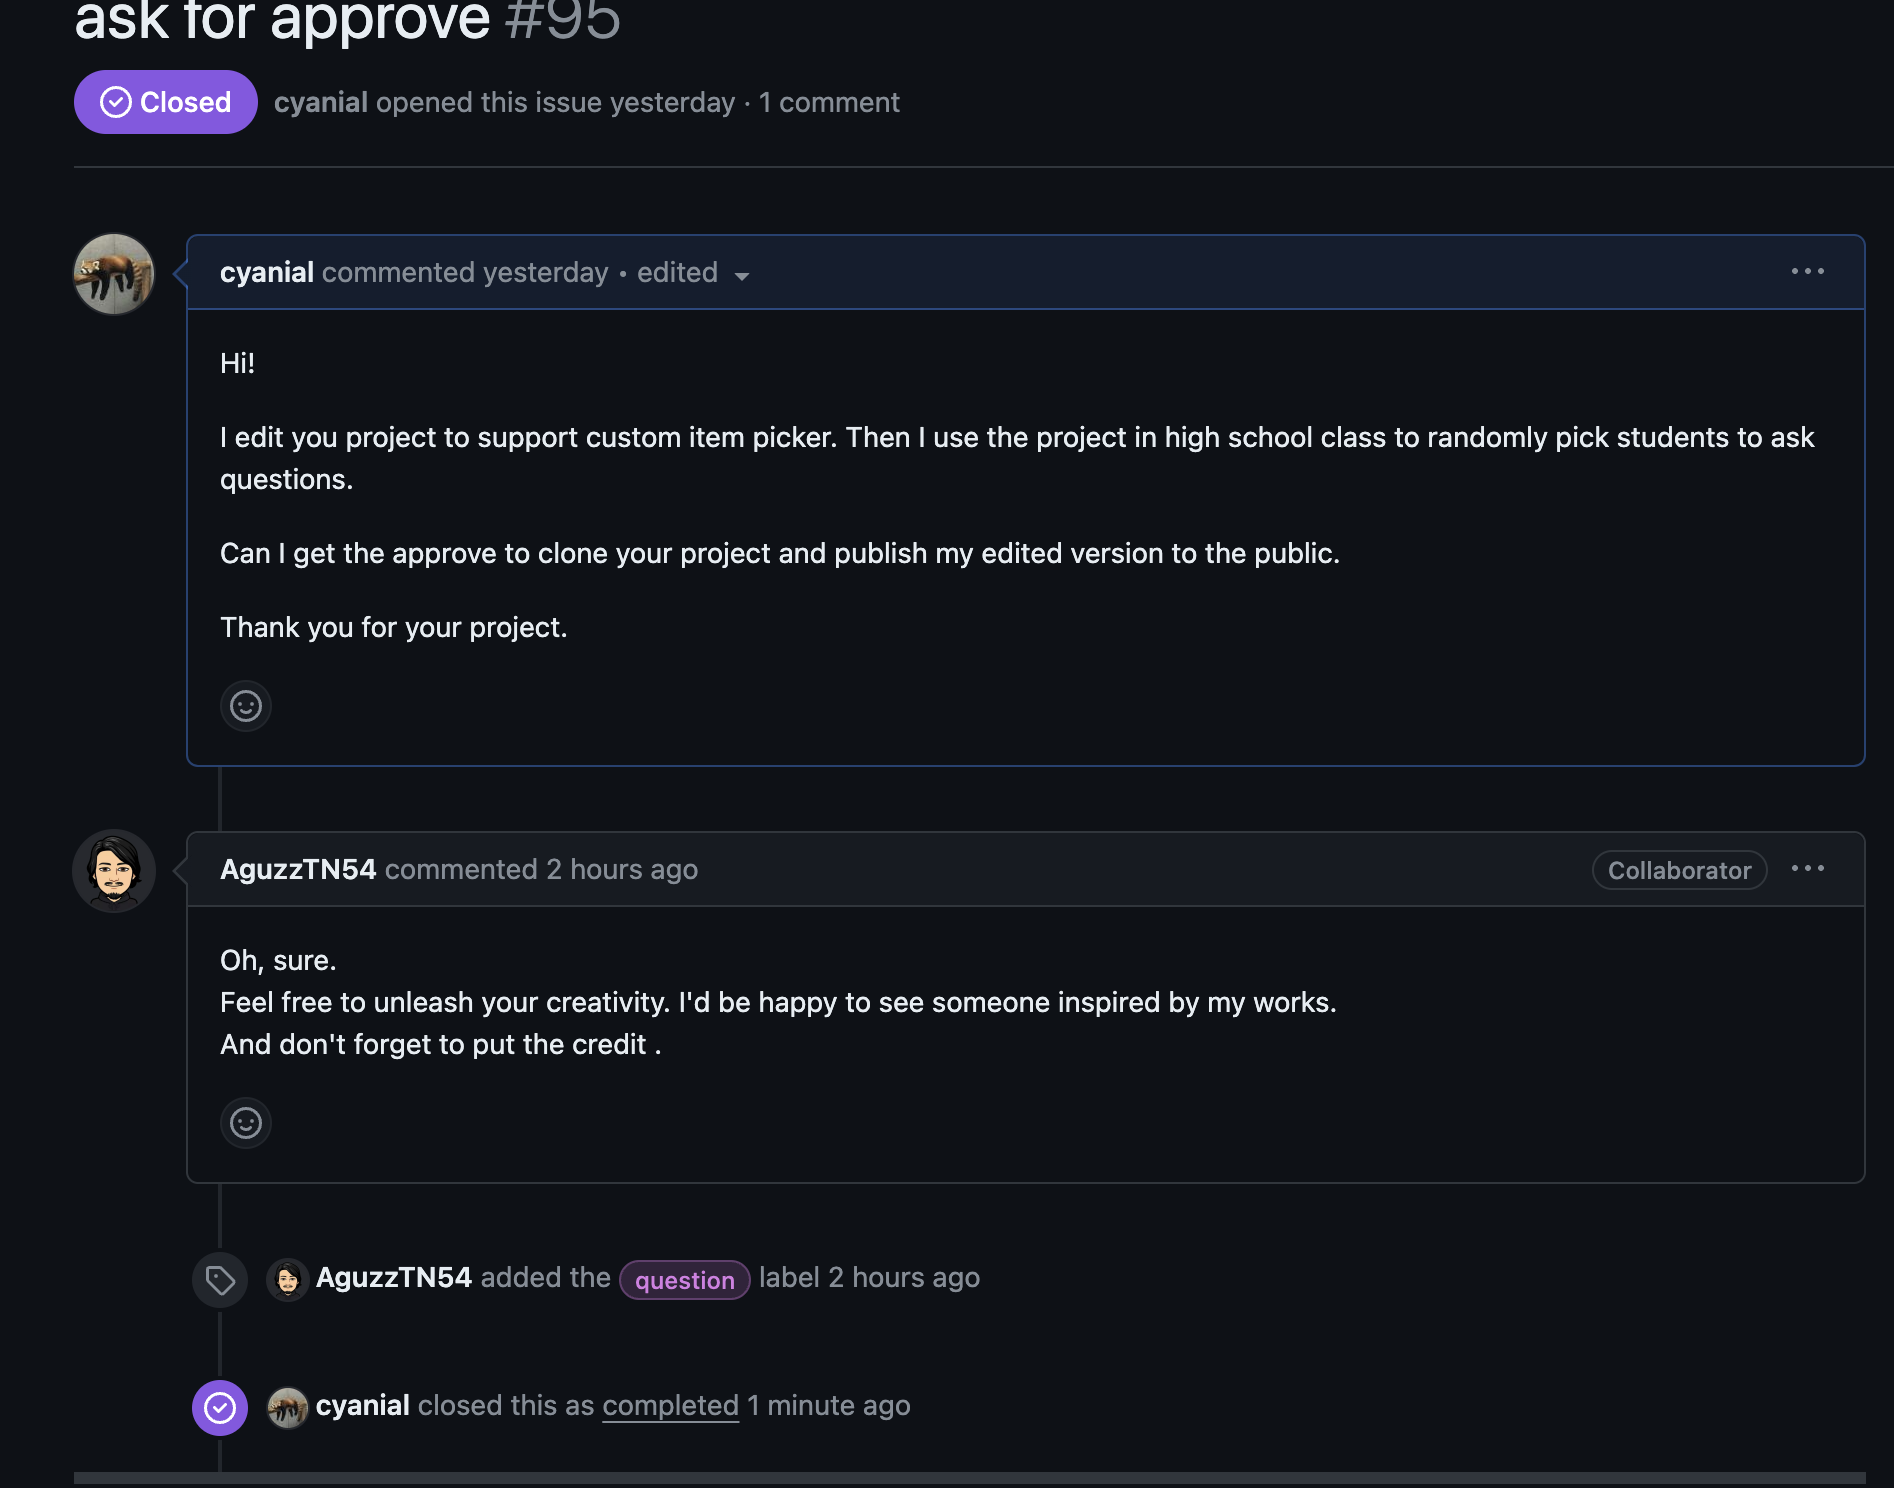 ask for approve #95
Closed cyanial opened this issue yesterday · 1 comment
cyanial commented yesterday • edited
Hi!
I edit you project to support custom item picker. Then I use the project in high school class to randomly pick students to ask
questions.
Can I get the approve to clone your project and publish my edited version to the public.
Thank you for your project.
AguzzTN54 commented 2 hours ago Collaborator
Oh, sure.
Feel free to unleash your creativity. I'd be happy to see someone inspired by my works.
And don't forget to put the credit .
AguzzTN54 added the question label 2 hours ago
cyanial closed this as completed 1 minute ago